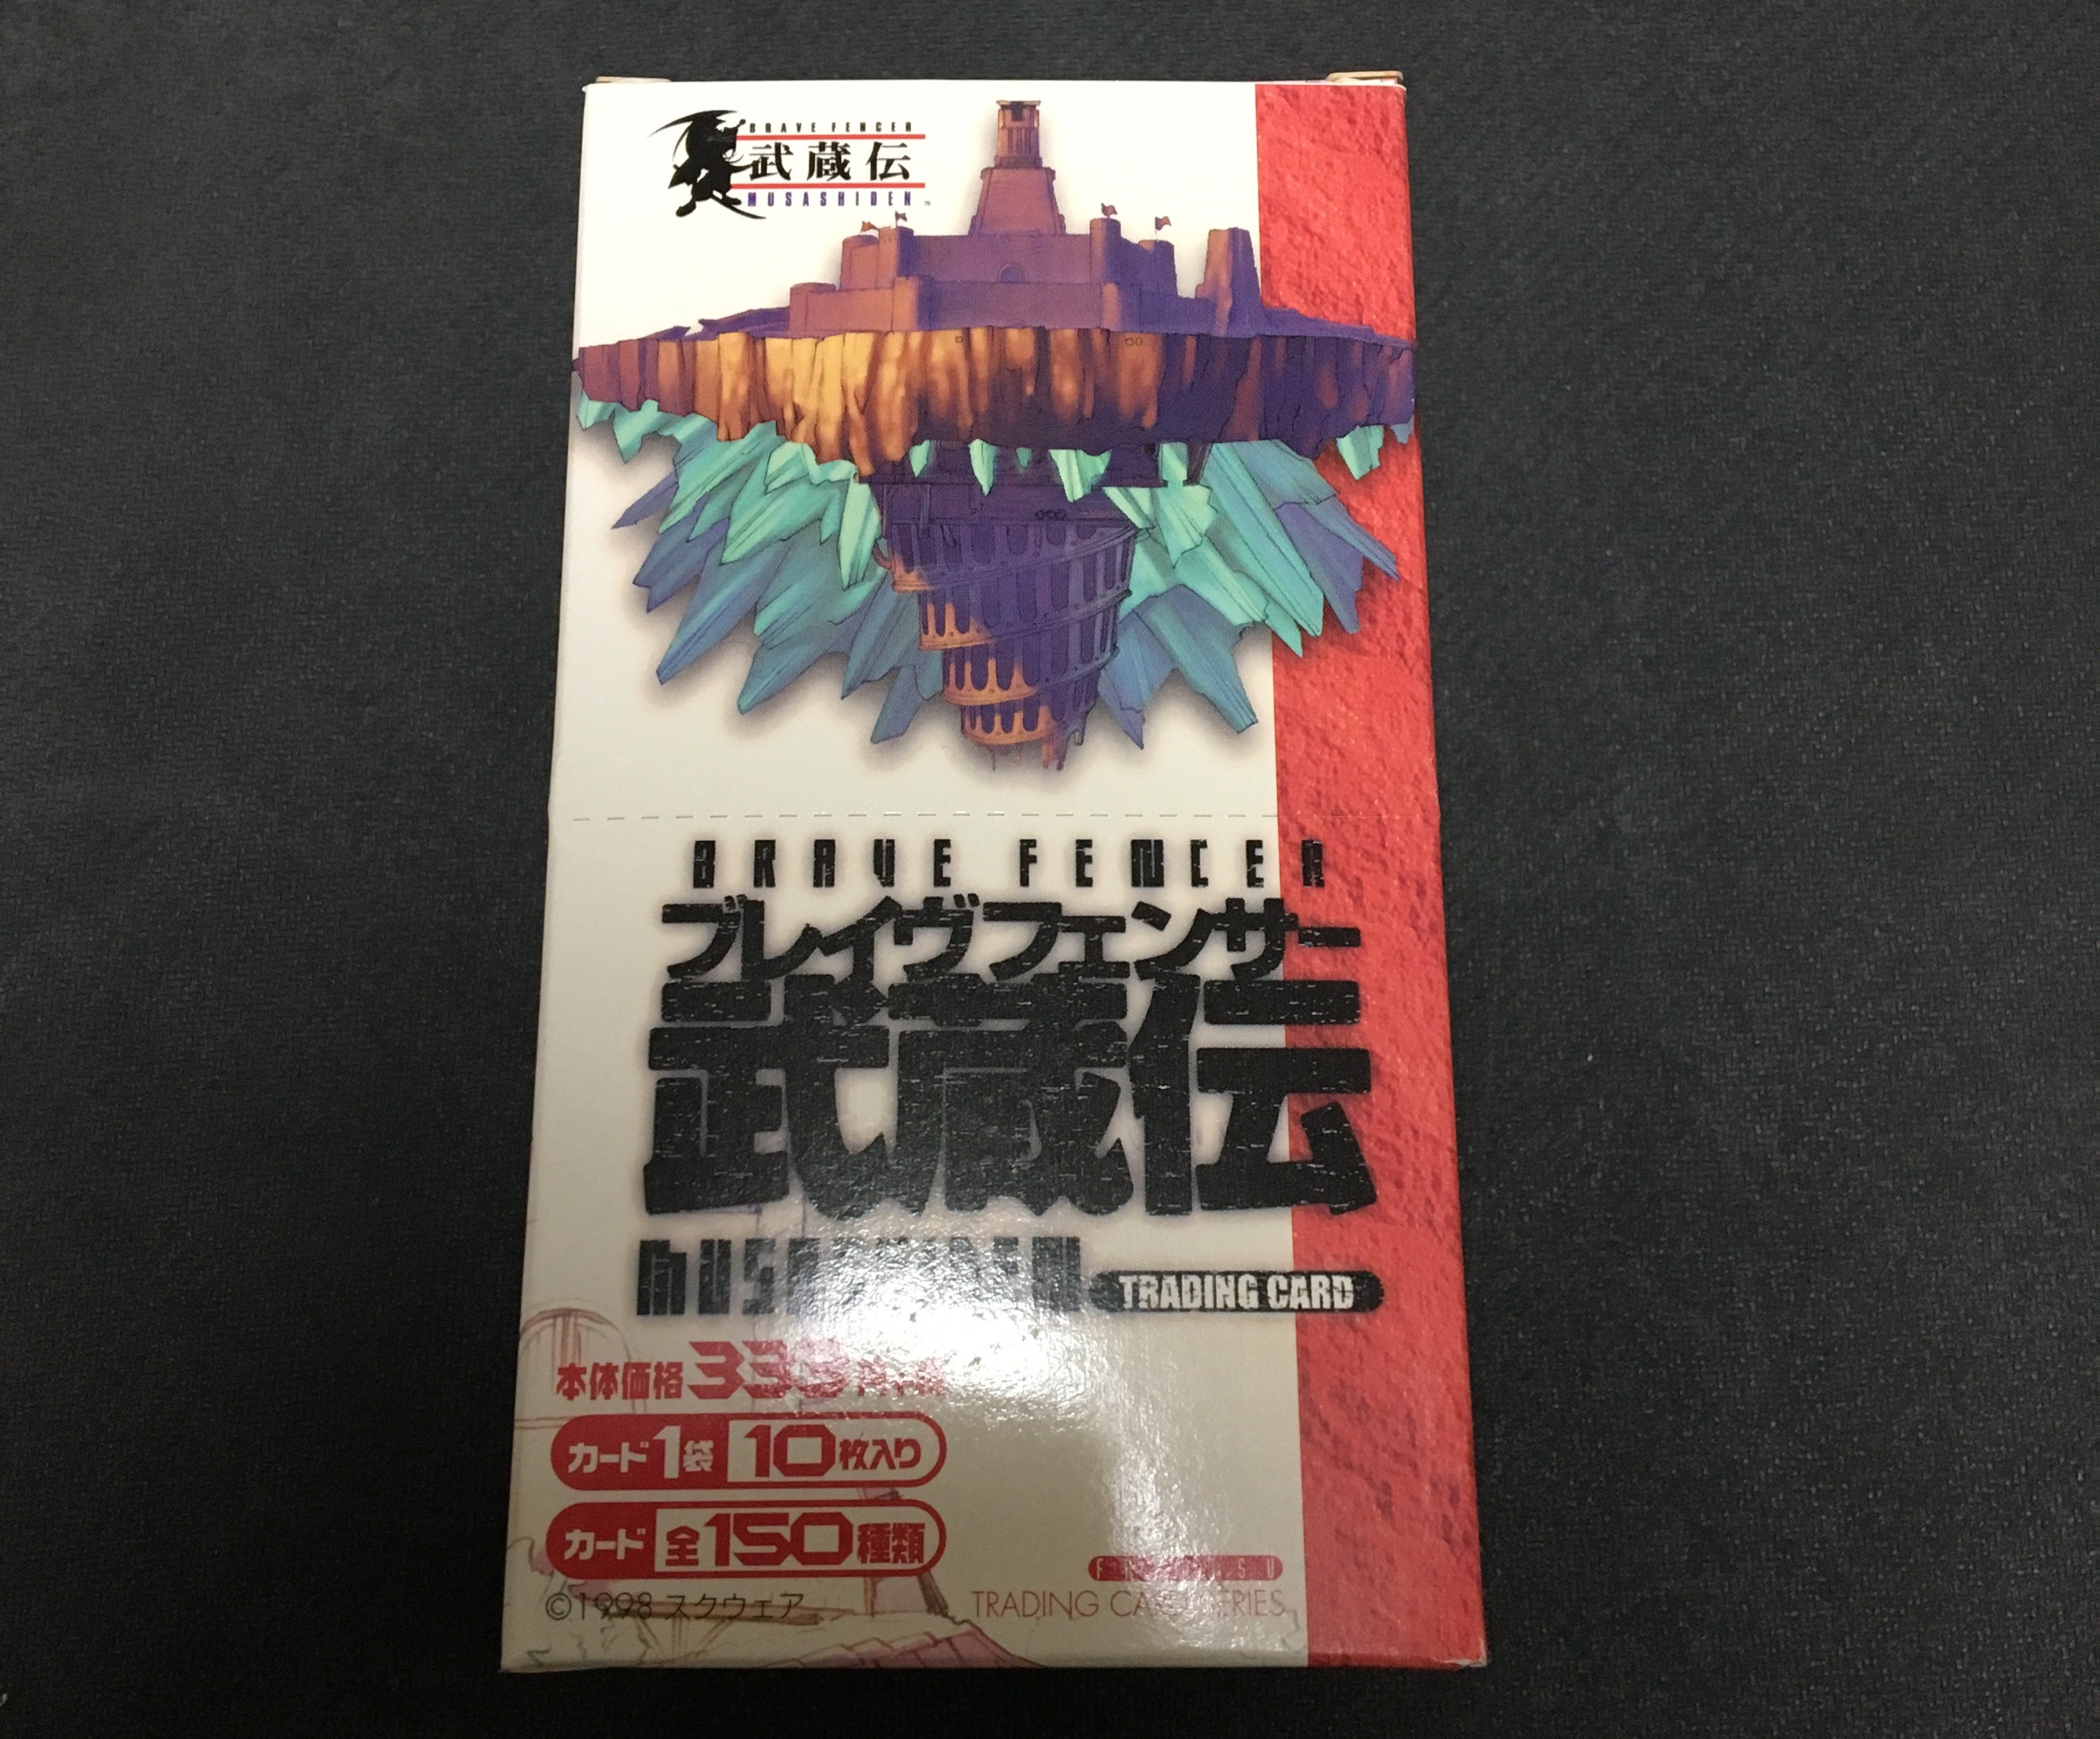 BRAVE FENCER
武蔵伝
MUSASHIDEN
BRAVE FENCER
ブレイヴフェンサー
武蔵伝
TRADING CARD
本体価格
カード1袋 10枚入り
カード 全150種類
©1998 スクウェア
TRADING